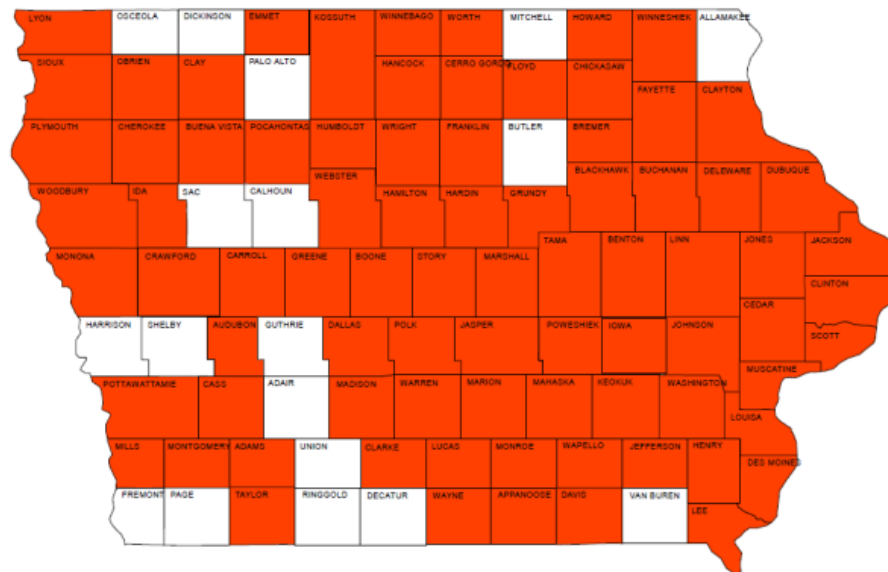 LYON OSCEOLA DICKINSON EMMET KOSSUTH WINNEBAGO WORTH MITCHELL HOWARD WINNESHIEK ALLAMAKEE
SIOUX OBRIEN CLAY PALO ALTO HANCOCK CERRO GORDO FLOYD CHICKASAW
FAYETTE CLAYTON
PLYMOUTH CHEROKEE BUENA VISTA POCAHONTAS HUMBOLDT WRIGHT FRANKLIN BUTLER BREMER
WEBSTER BLACKHAWK BUCHANAN DELEWARE DUBUQUE
WOODBURY IDA SAC CALHOUN HAMILTON HARDIN GRUNDY
TAMA BENTON LINN JONES JACKSON
MONONA CRAWFORD CARROLL GREENE BOONE STORY MARSHALL
CLINTON
CEDAR
HARRISON SHELBY AUDUBON GUTHRIE DALLAS POLK JASPER POWESHIEK IOWA JOHNSON
SCOTT
MUSCATINE
POTTAWATTAMIE CASS ADAIR MADISON WARREN MARION MAHASKA KEOKUK WASHINGTON
LOUISA
MILLS MONTGOMERY ADAMS UNION CLARKE LUCAS MONROE WAPELLO JEFFERSON HENRY
DES MOINES
FREMONT PAGE TAYLOR RINGGOLD DECATUR WAYNE APPANOOSE DAVIS VAN BUREN
LEE